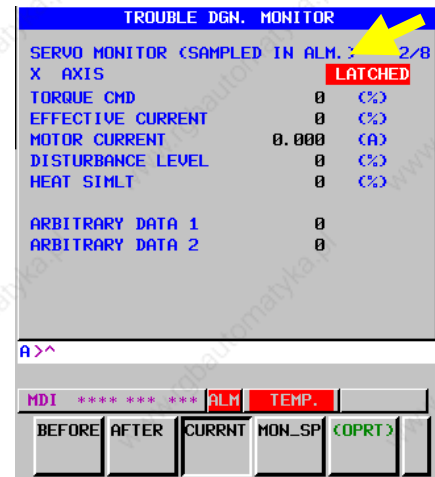 TROUBLE DGN. MONITOR
SERVO MONITOR (SAMPLED IN ALM.) 2/8
X AXIS LATCHED
TORQUE CMD 0 (%)
EFFECTIVE CURRENT 0 (%)
MOTOR CURRENT 0.000 (A)
DISTURBANCE LEVEL 0 (%)
HEAT SIMLT 0 (%)
ARBITRARY DATA 1 0
ARBITRARY DATA 2 0
A>^
MDI **** *** *** ALM TEMP.
BEFORE AFTER CURRNT MON_SP (OPRT)